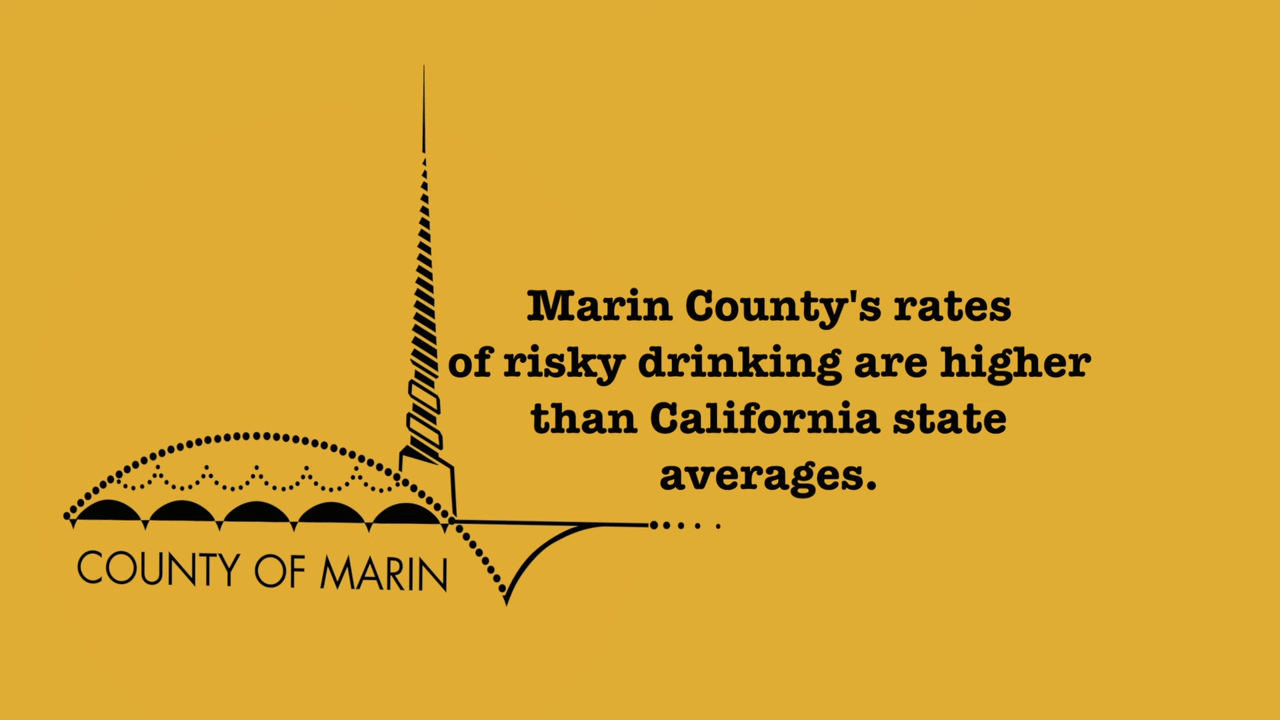 Marin County's rates
of risky drinking are higher
than California state
averages.
COUNTY OF MARIN